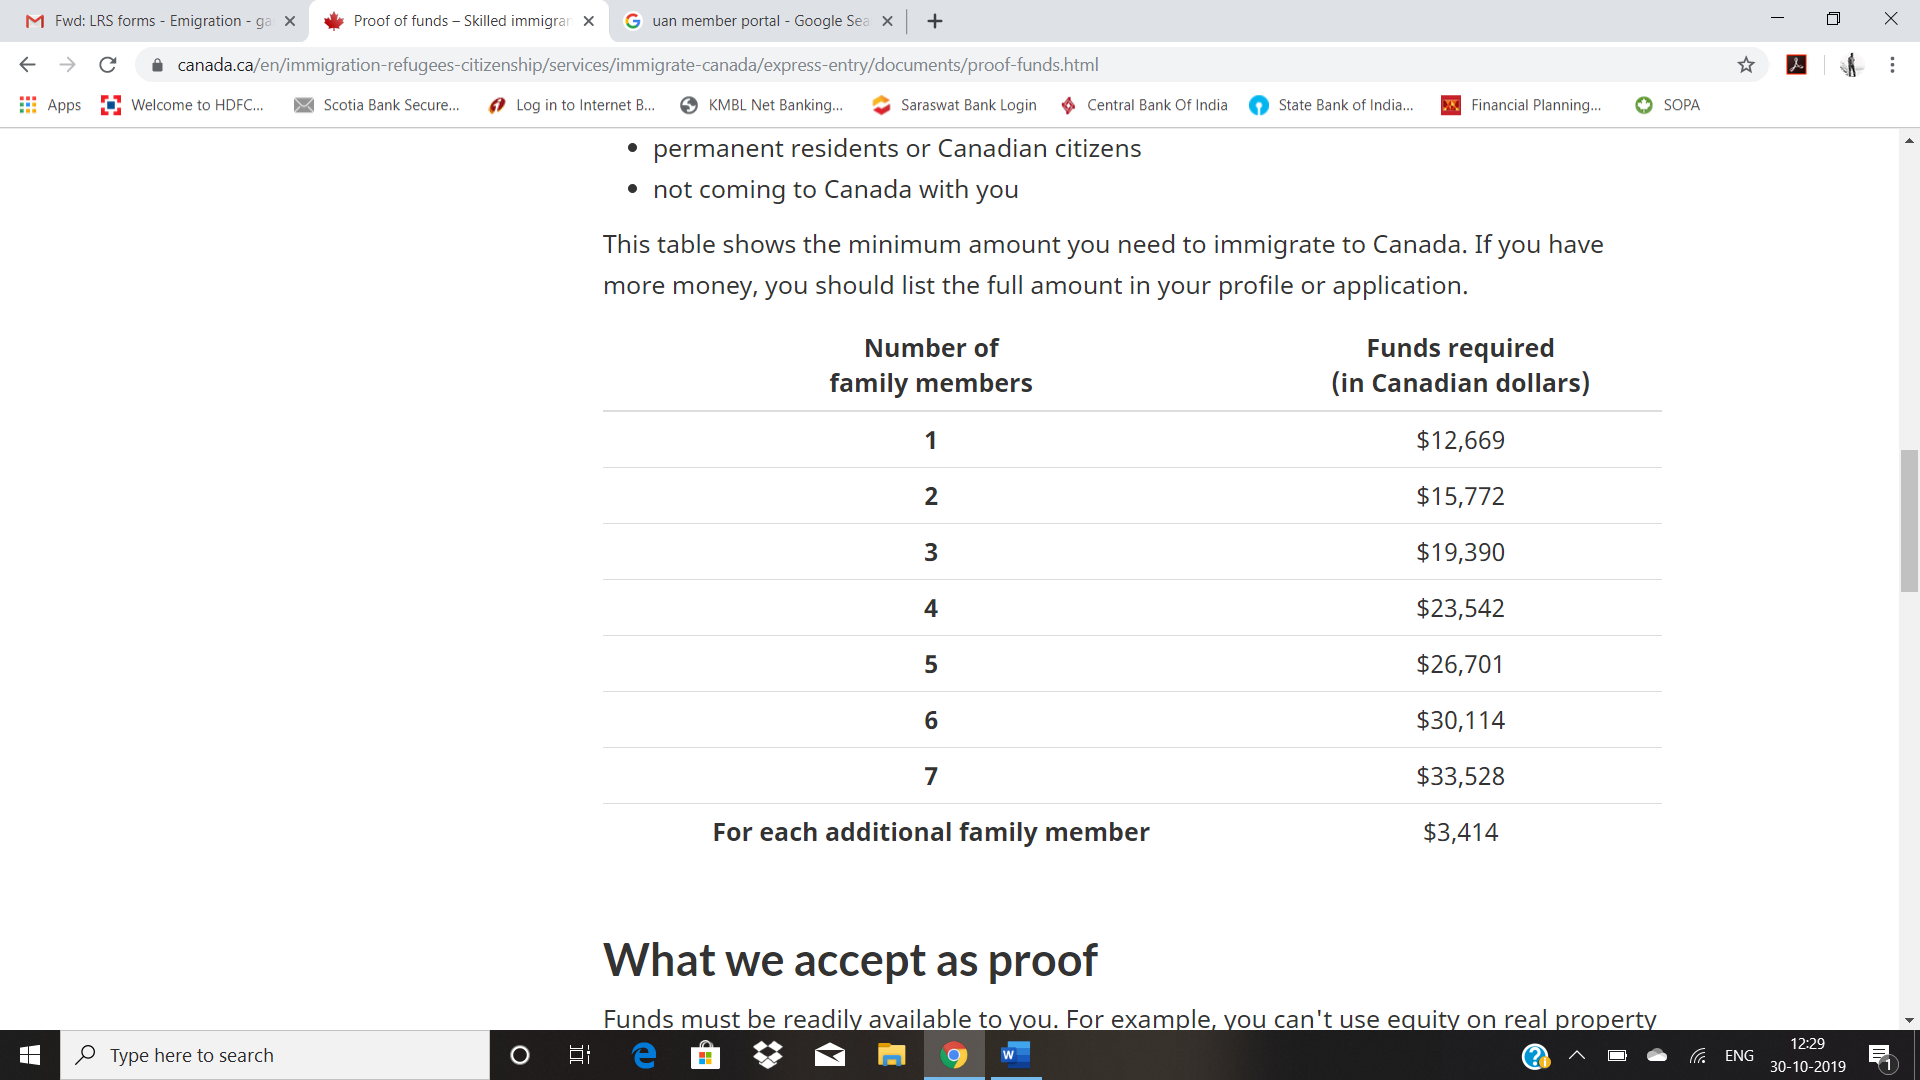 Fwd: LRS forms - Emigration - ga
Proof of funds – Skilled immigran
uan member portal - Google Sea
canada.ca/en/immigration-refugees-citizenship/services/immigrate-canada/express-entry/documents/proof-funds.html
Apps Welcome to HDFC... Scotia Bank Secure... Log in to Internet B... KMBL Net Banking... Saraswat Bank Login Central Bank Of India State Bank of India... Financial Planning... SOPA
• permanent residents or Canadian citizens
• not coming to Canada with you
This table shows the minimum amount you need to immigrate to Canada. If you have
more money, you should list the full amount in your profile or application.
Number of Funds required
family members (in Canadian dollars)
1 $12,669
2 $15,772
3 $19,390
4 $23,542
5 $26,701
6 $30,114
7 $33,528
For each additional family member $3,414
What we accept as proof
Funds must be readily available to you. For example, you can't use equity on real property
Type here to search
ENG
12:29
30-10-2019
1